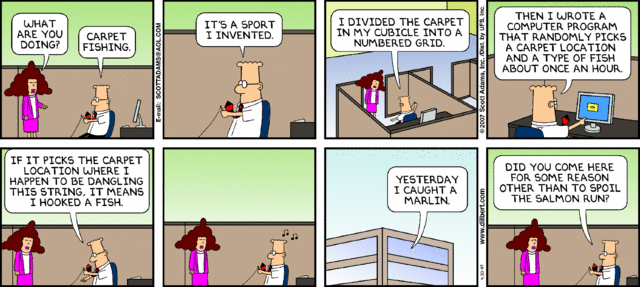 WHAT
ARE YOU
DOING?
CARPET
FISHING.
E-mail: SCOTTADAMS@AOL.COM
IT'S A SPORT
I INVENTED.
I DIVIDED THE CARPET
IN MY CUBICLE INTO A
NUMBERED GRID.
© 2007 Scott Adams, Inc./Dist. by UFS, Inc.
THEN I WROTE A
COMPUTER PROGRAM
THAT RANDOMLY PICKS
A CARPET LOCATION
AND A TYPE OF FISH
ABOUT ONCE AN HOUR.
IF IT PICKS THE CARPET
LOCATION WHERE I
HAPPEN TO BE DANGLING
THIS STRING, IT MEANS
I HOOKED A FISH.
YESTERDAY
I CAUGHT A
MARLIN.
www.dilbert.com
DID YOU COME HERE
FOR SOME REASON
OTHER THAN TO SPOIL
THE SALMON RUN?